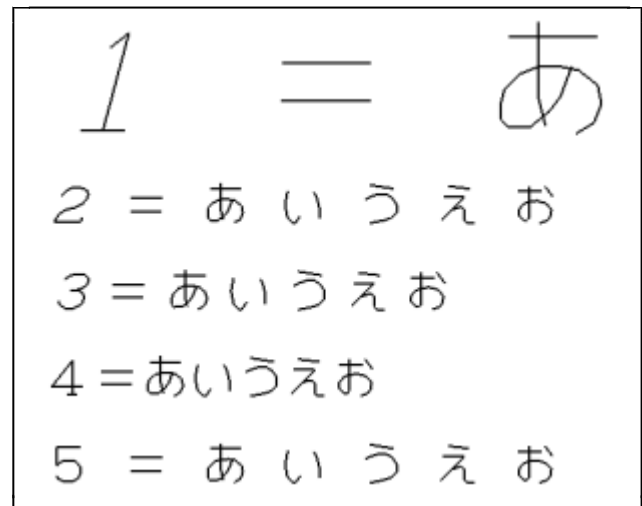 1 = あ
2 = あ い う え お
3 = あ い う え お
4 = あいうえお
5 = あ い う え お